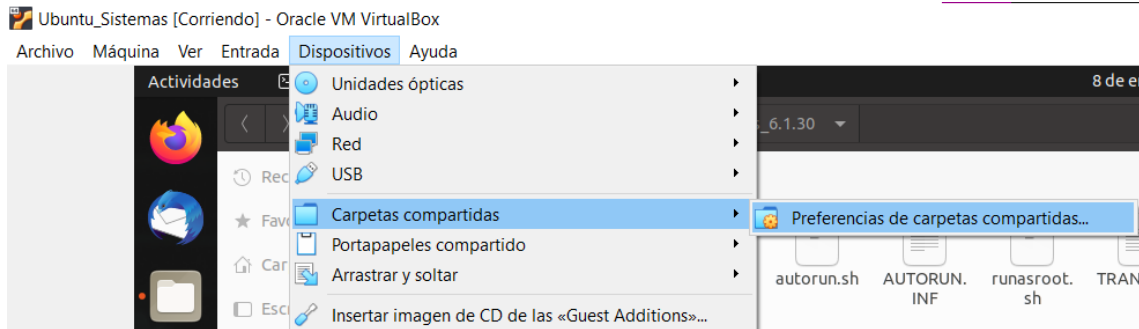 Ubuntu_Sistemas [Corriendo] - Oracle VM VirtualBox
Archivo Máquina Ver Entrada Dispositivos Ayuda
Actividades
8 de
Unidades ópticas
Audio
_6.1.30
Red
USB
Carpetas compartidas
Preferencias de carpetas compartidas...
Portapapeles compartido
Arrastrar y soltar
autorun.sh AUTORUN. runasroot.
INF sh
Insertar imagen de CD de las «Guest Additions»...